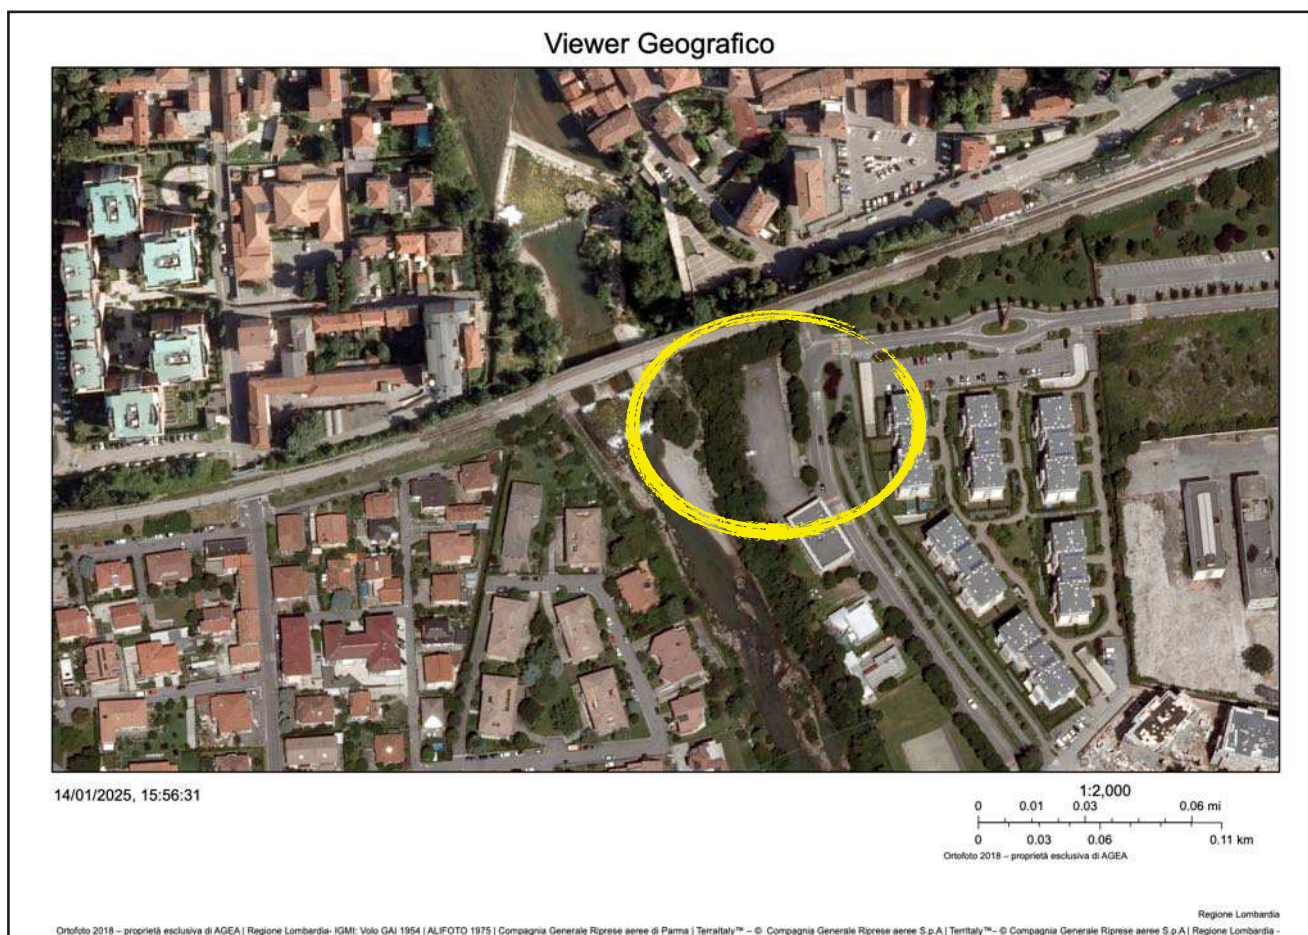 Viewer Geografico
14/01/2025, 15:56:31
1:2,000
0 0.01 0.03 0.06 mi
0 0.03 0.06 0.11 km
Ortofoto 2018 – proprietà esclusiva di AGEA
Regione Lombardia
Ortofoto 2018 – proprietà esclusiva di AGEA | Regione Lombardia- IGMI: Volo GAI 1954 | ALIFOTO 1975 | Compagnia Generale Riprese aeree di Parma | TerraItaly™ – © Compagnia Generale Riprese aeree S.p.A | TerrItaly™– © Compagnia Generale Riprese aeree S.p.A | Regione Lombardia -